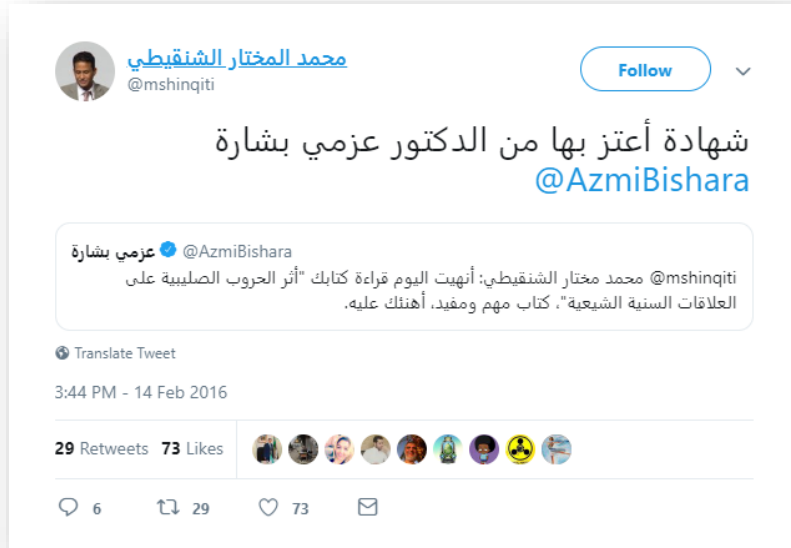 محمد المختار الشنقيطي
@mshinqiti
Follow
شهادة أعتز بها من الدكتور عزمي بشارة
@AzmiBishara
عزمي بشارة @AzmiBishara
@mshinqiti محمد مختار الشنقيطي: أنهيت اليوم قراءة كتابك "أثر الحروب الصليبية على
العلاقات السنية الشيعية"، كتاب مهم ومفيد، أهنئك عليه.
Translate Tweet
3:44 PM - 14 Feb 2016
29 Retweets 73 Likes
6 29 73